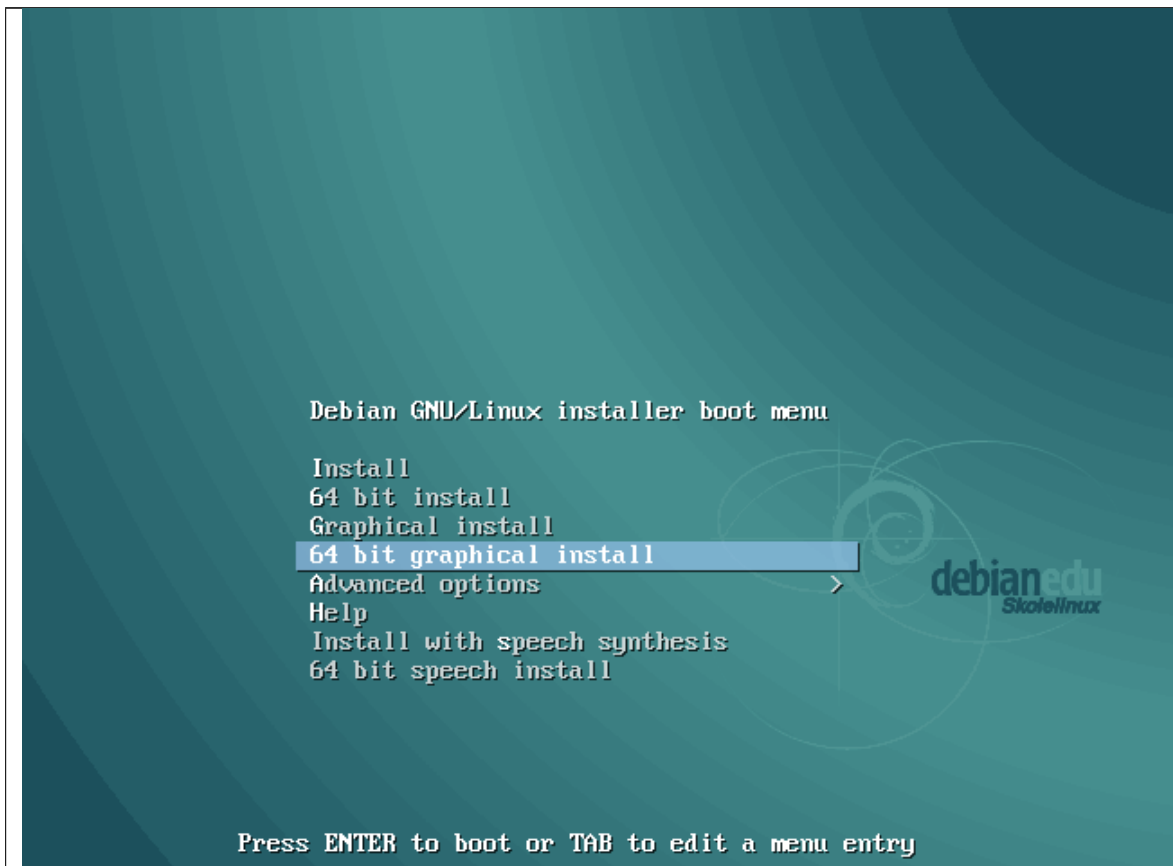 Debian GNU/Linux installer boot menu
Install
64 bit install
Graphical install
64 bit graphical install
Advanced options >
Help
Install with speech synthesis
64 bit speech install
debianedu
Skolelinux
Press ENTER to boot or TAB to edit a menu entry